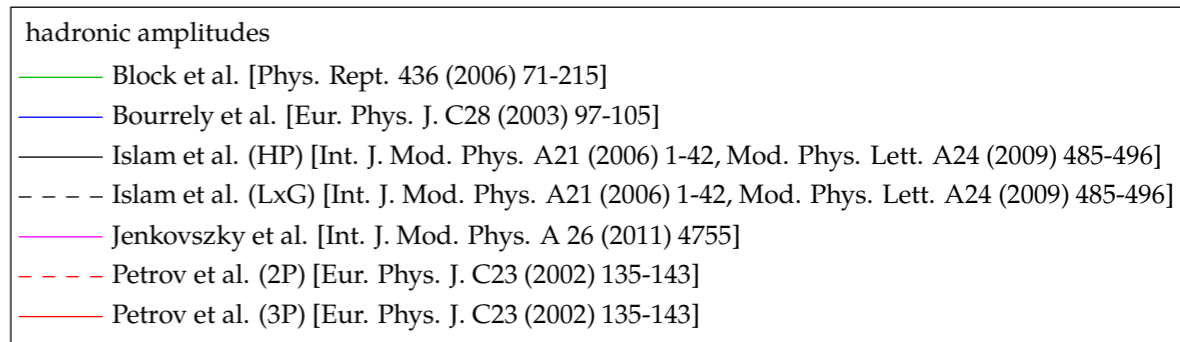 hadronic amplitudes
Block et al. [Phys. Rept. 436 (2006) 71-215]
Bourrely et al. [Eur. Phys. J. C28 (2003) 97-105]
Islam et al. (HP) [Int. J. Mod. Phys. A21 (2006) 1-42, Mod. Phys. Lett. A24 (2009) 485-496]
Islam et al. (LxG) [Int. J. Mod. Phys. A21 (2006) 1-42, Mod. Phys. Lett. A24 (2009) 485-496]
Jenkovszky et al. [Int. J. Mod. Phys. A 26 (2011) 4755]
Petrov et al. (2P) [Eur. Phys. J. C23 (2002) 135-143]
Petrov et al. (3P) [Eur. Phys. J. C23 (2002) 135-143]